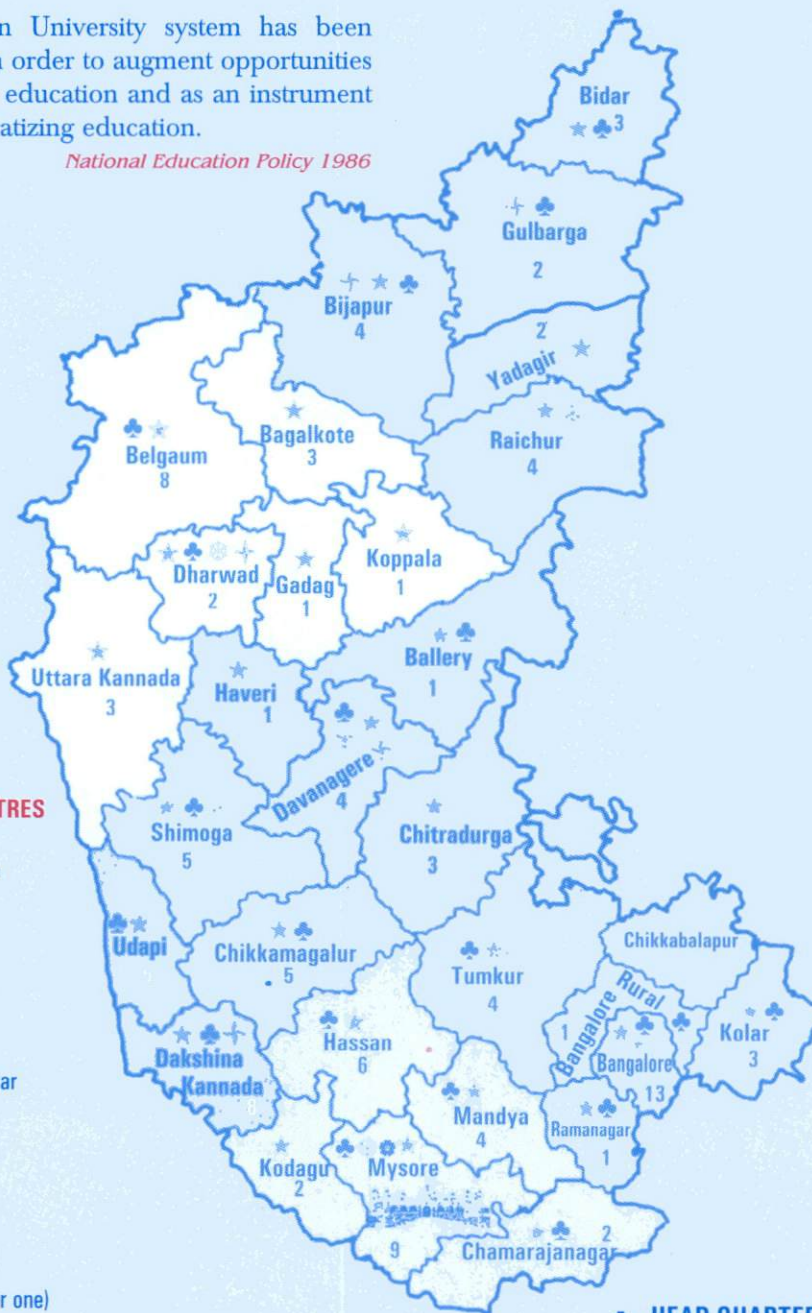 n University system has been
n order to augment opportunities
education and as an instrument
atizing education.
National Education Policy 1986
Bidar
3
Gulbarga
2
Bijapur
4
2
Yadagir
Raichur
4
Bagalkote
3
Belgaum
8
Koppala
1
Dharwad
2
Gadag
1
Ballery
1
Uttara Kannada
3
Haveri
1
Davanagere
4
TRES
Shimoga
5
Chitradurga
3
Udapi
Chikkamagalur
5
Tumkur
4
Chikkabalapur
Bangalore Rural
1
Kolar
3
Bangalore
13
Hassan
6
Dakshina
Kannada
ar
Mandya
4
Ramanagar
1
Kodagu
2
Mysore
9
2
Chamarajanagar
r one)
HEAD QUARTER